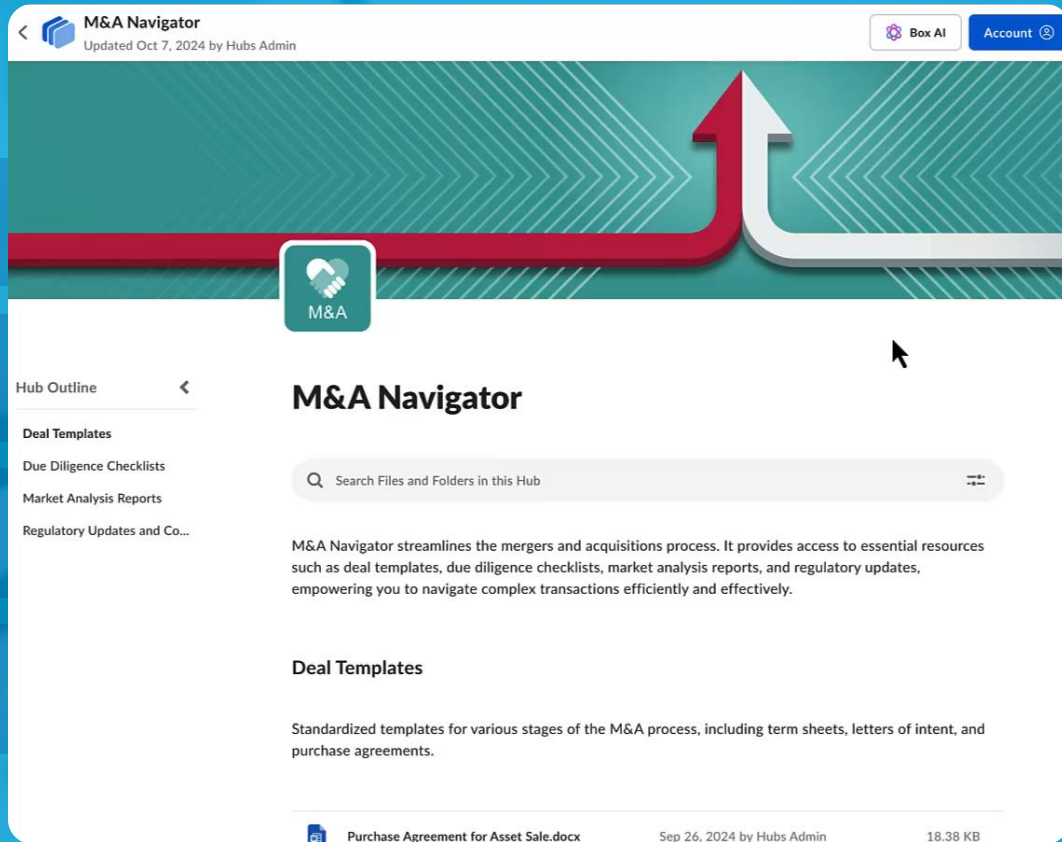 M&A Navigator
Updated Oct 7, 2024 by Hubs Admin
Box AI
Account
M&A
Hub Outline
Deal Templates
Due Diligence Checklists
Market Analysis Reports
Regulatory Updates and Co...
M&A Navigator
Search Files and Folders in this Hub
M&A Navigator streamlines the mergers and acquisitions process. It provides access to essential resources
such as deal templates, due diligence checklists, market analysis reports, and regulatory updates,
empowering you to navigate complex transactions efficiently and effectively.
Deal Templates
Standardized templates for various stages of the M&A process, including term sheets, letters of intent, and
purchase agreements.
Purchase Agreement for Asset Sale.docx Sep 26, 2024 by Hubs Admin 18.38 KB